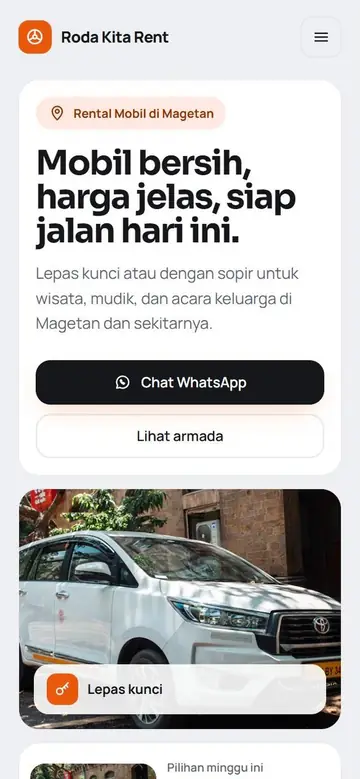 Roda Kita Rent
Rental Mobil di Magetan
Mobil bersih,
harga jelas, siap
jalan hari ini.
Lepas kunci atau dengan sopir untuk
wisata, mudik, dan acara keluarga di
Magetan dan sekitarnya.
Chat WhatsApp
Lihat armada
Lepas kunci
Pilihan minggu ini